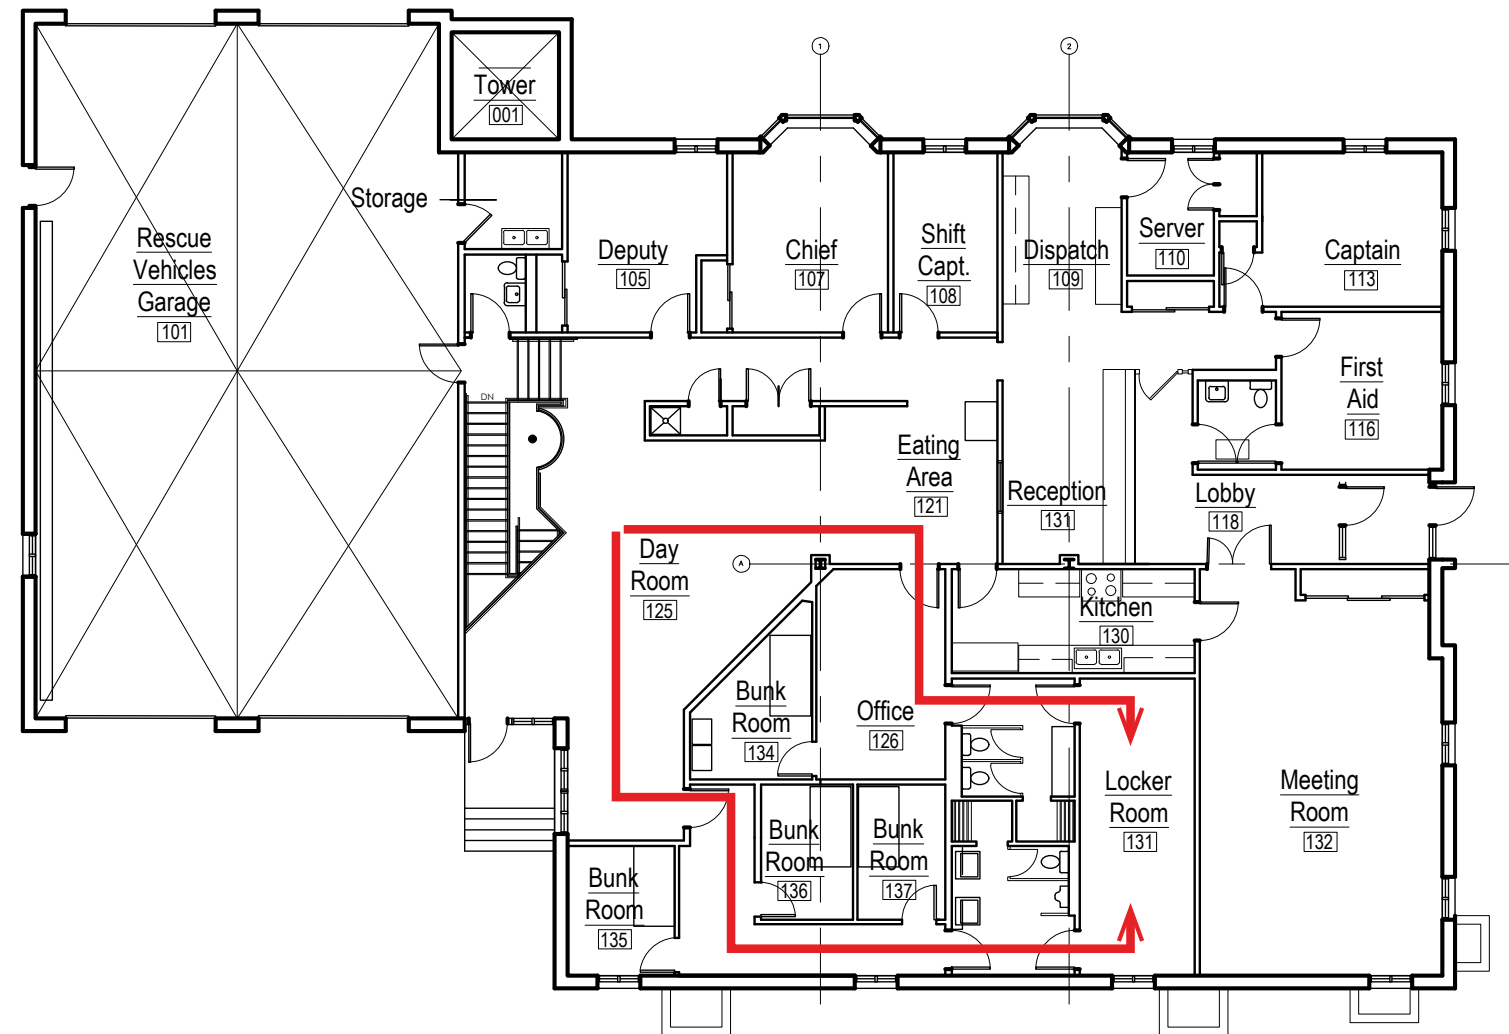 1
2
Tower
001
Storage
Rescue
Vehicles
Garage
101
Deputy
105
Chief
107
Shift
Capt.
108
Dispatch
109
Server
110
Captain
113
First
Aid
116
DN
Eating
Area
121
Reception
131
Lobby
118
A
Day
Room
125
Kitchen
130
Bunk
Room
134
Office
126
Locker
Room
131
Meeting
Room
132
Bunk
Room
136
Bunk
Room
137
Bunk
Room
135